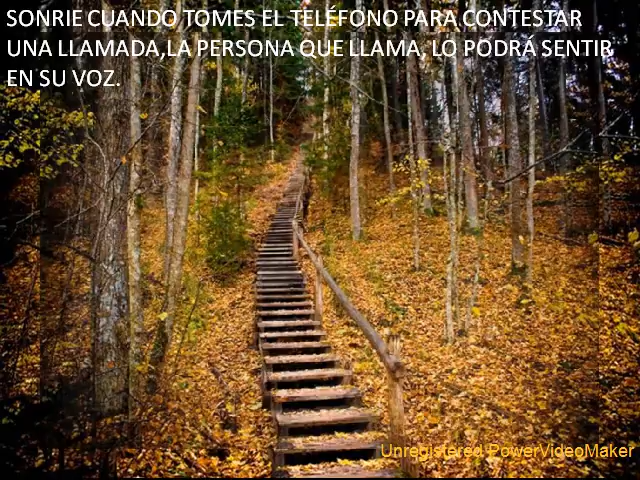 SONRIE CUANDO TOMES EL TELÉFONO PARA CONTESTAR
UNA LLAMADA,LA PERSONA QUE LLAMA, LO PODRÁ SENTIR
EN SU VOZ.
Unregistered PowerVideoMaker